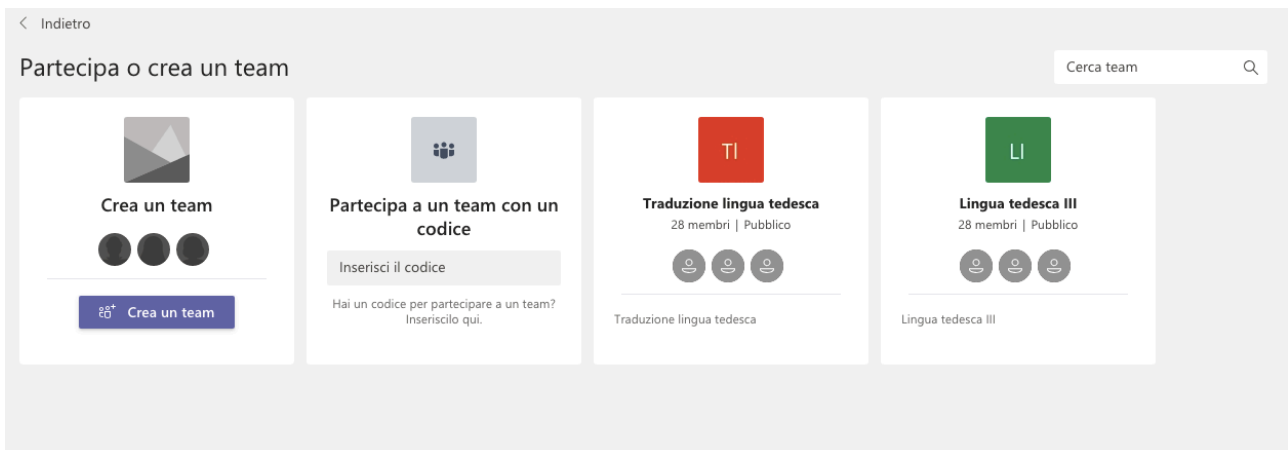 Indietro
Partecipa o crea un team
Cerca team
Crea un team
Crea un team
Partecipa a un team con un
codice
Inserisci il codice
Hai un codice per partecipare a un team?
Inseriscilo qui.
TI
Traduzione lingua tedesca
28 membri | Pubblico
Traduzione lingua tedesca
LI
Lingua tedesca III
28 membri | Pubblico
Lingua tedesca III